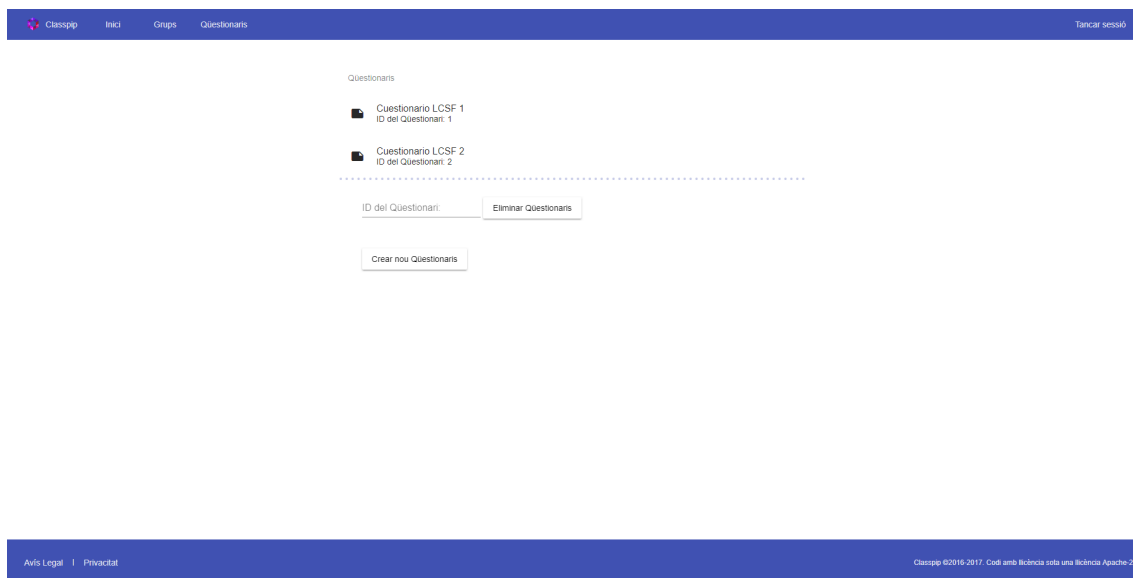 Classpip Inici Grups Qüestionaris Tancar sessió
Qüestionaris
Cuestionario LCSF 1
ID del Qüestionari: 1
Cuestionario LCSF 2
ID del Qüestionari: 2
ID del Qüestionari: Eliminar Qüestionaris
Crear nou Qüestionaris
Avís Legal | Privacitat Classpip ©2016-2017. Codi amb llicència sota una llicència Apache-2